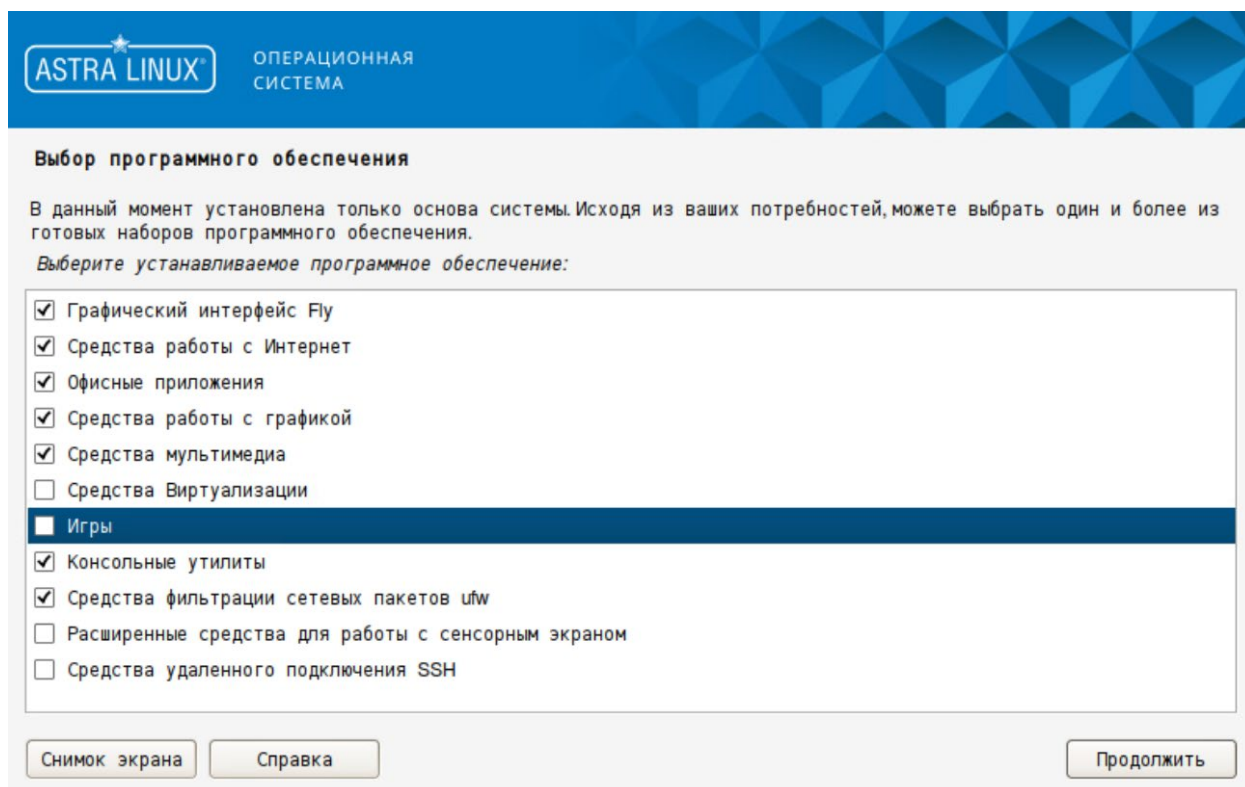 ASTRA LINUX®
ОПЕРАЦИОННАЯ
СИСТЕМА
Выбор программного обеспечения
В данный момент установлена только основа системы. Исходя из ваших потребностей, можете выбрать один и более из
готовых наборов программного обеспечения.
Выберите устанавливаемое программное обеспечение:
Графический интерфейс Fly
Средства работы с Интернет
Офисные приложения
Средства работы с графикой
Средства мультимедиа
Средства Виртуализации
Игры
Консольные утилиты
Средства фильтрации сетевых пакетов ufw
Расширенные средства для работы с сенсорным экраном
Средства удаленного подключения SSH
Снимок экрана
Справка
Продолжить